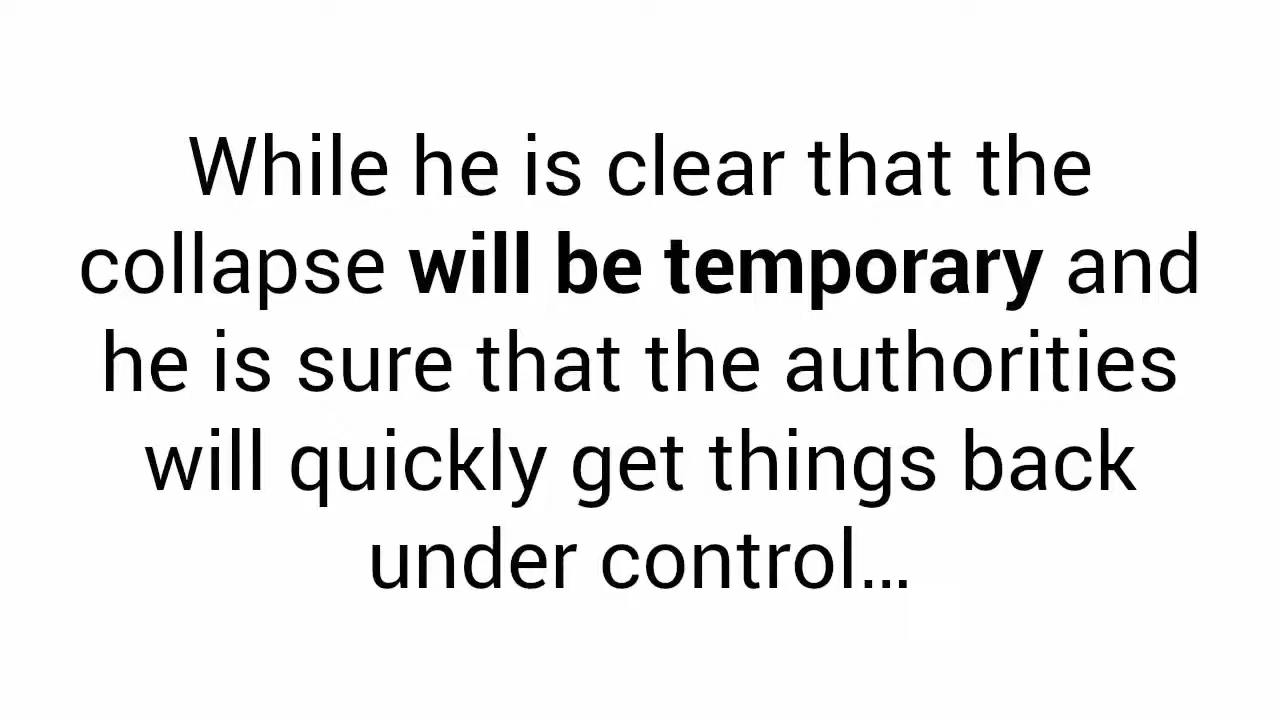 While he is clear that the
collapse will be temporary and
he is sure that the authorities
will quickly get things back
under control...